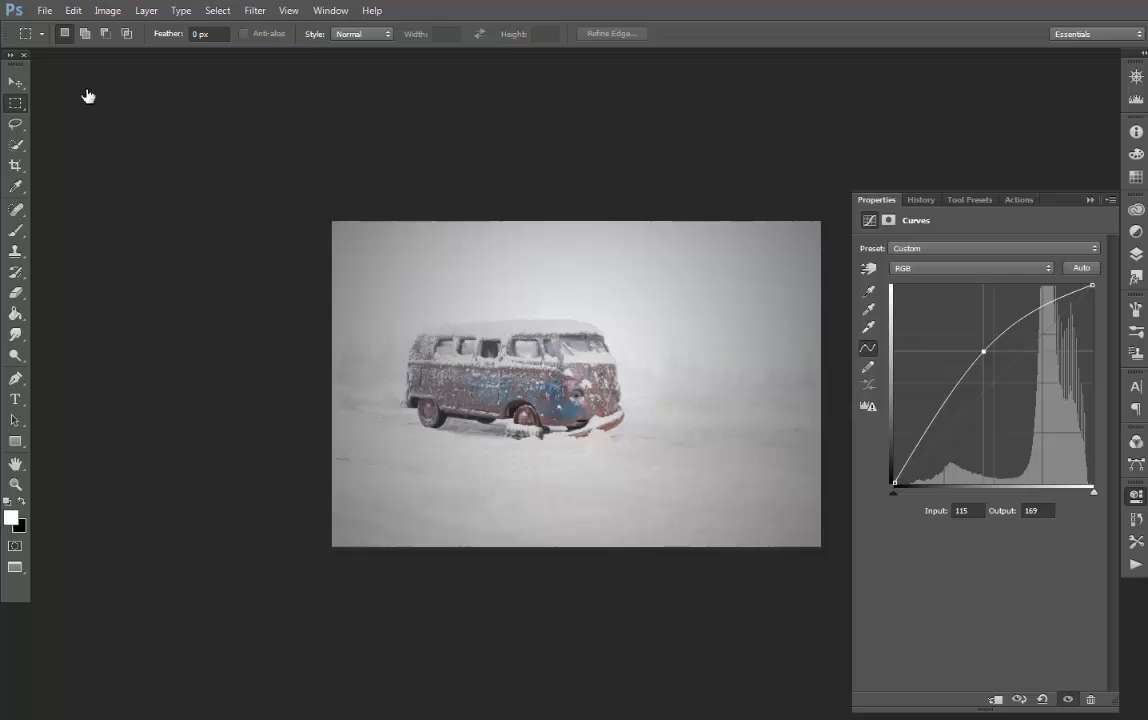 Ps File Edit Image Layer Type Select Filter View Window Help
Feather: 0 px Anti-alias Style: Normal Width: Height: Refine Edge... Essentials
Properties History Tool Presets Actions
Curves
Preset: Custom
RGB Auto
Input: 115 Output: 169